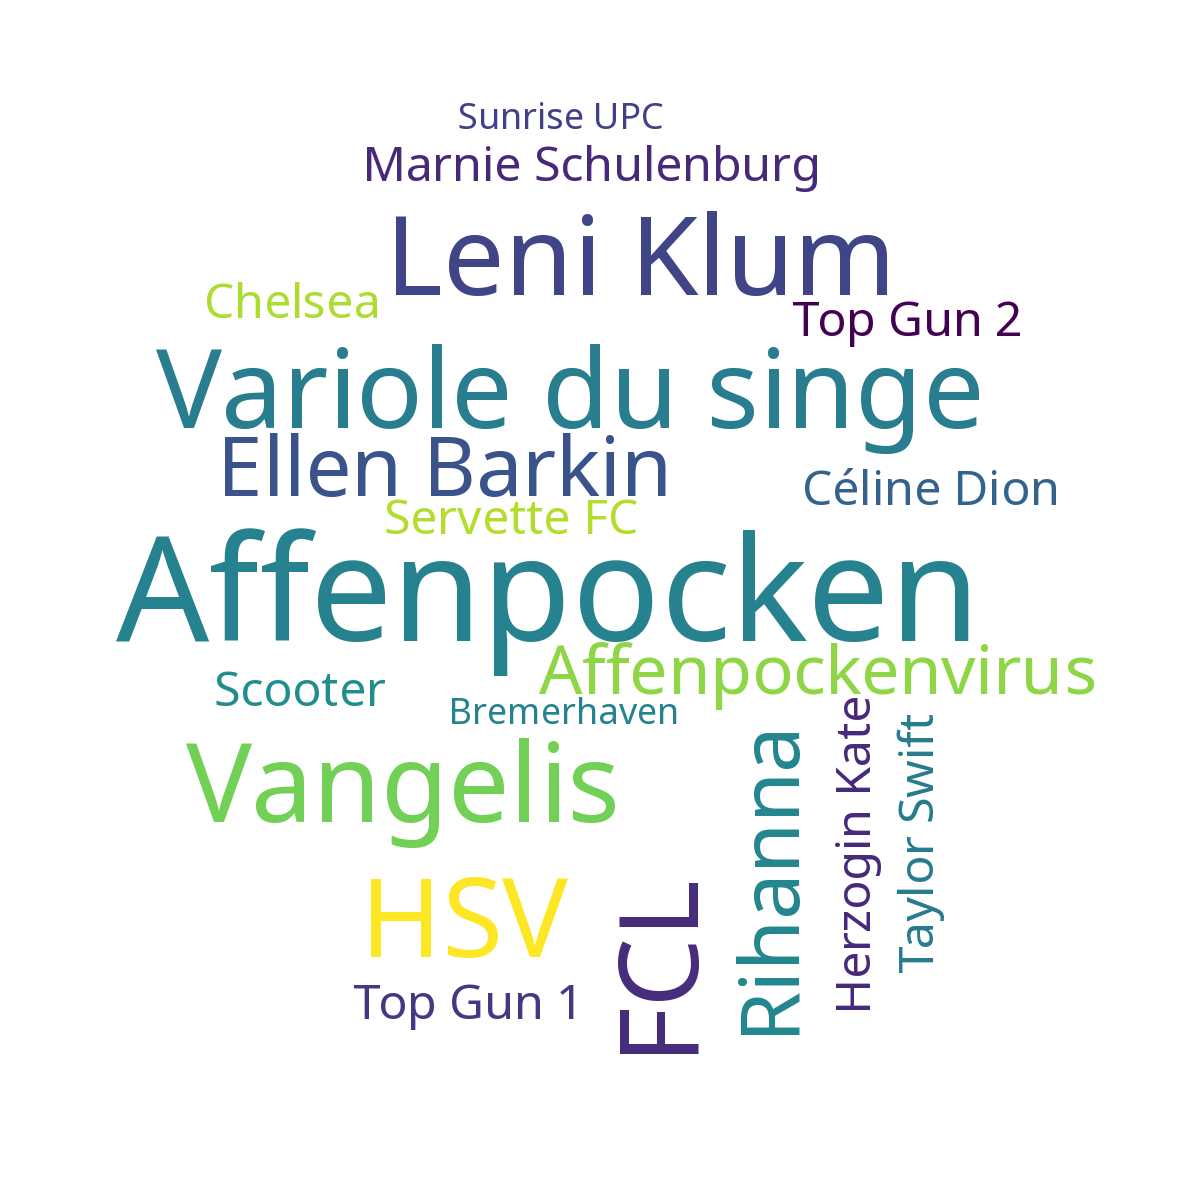 Sunrise UPC
Marnie Schulenburg
Leni Klum
Chelsea
Top Gun 2
Variole du singe
Ellen Barkin
Céline Dion
Servette FC
Affenpocken
Affenpockenvirus
Scooter
Bremerhaven
Vangelis
Rihanna
Herzogin Kate
Taylor Swift
HSV
FCL
Top Gun 1